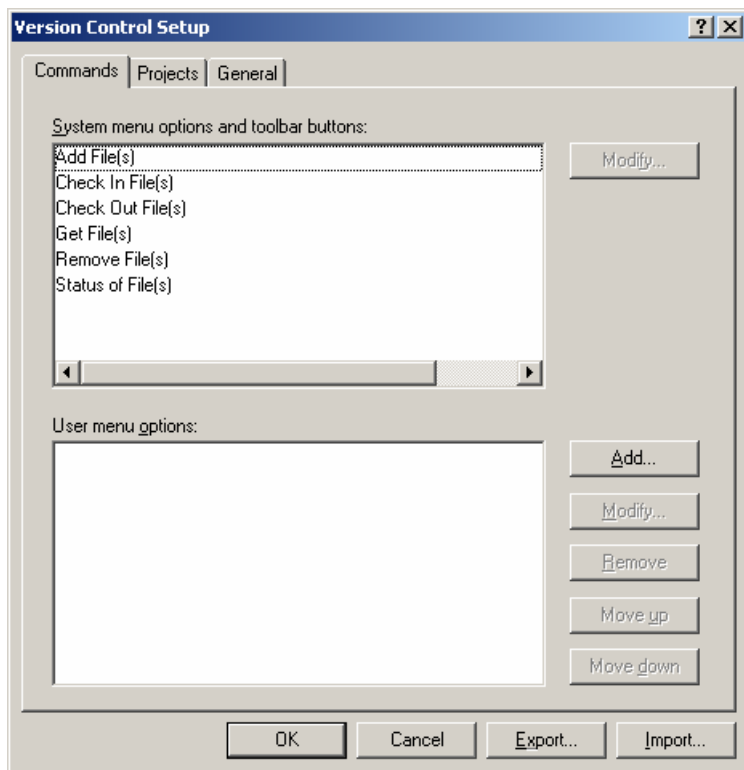 Version Control Setup
Commands
Projects
General
System menu options and toolbar buttons:
Add File(s)
Check In File(s)
Check Out File(s)
Get File(s)
Remove File(s)
Status of File(s)
Modify...
User menu options:
Add...
Modify...
Remove
Move up
Move down
OK
Cancel
Export...
Import...